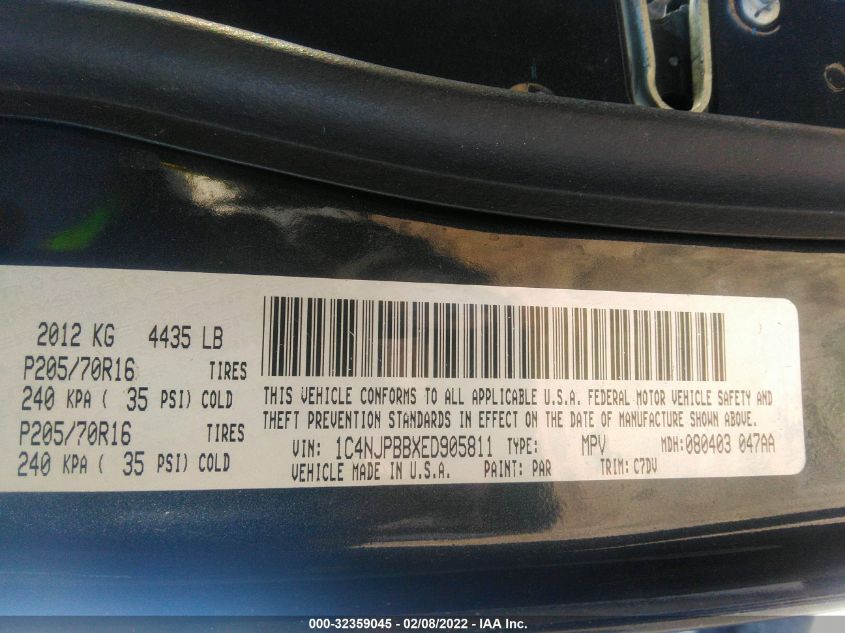 2012 KG 4435 LB
P205/70R16 TIRES
240 KPA ( 35 PSI) COLD
P205/70R16 TIRES
240 KPA ( 35 PSI) COLD
THIS VEHICLE CONFORMS TO ALL APPLICABLE U.S.A. FEDERAL MOTOR VEHICLE SAFETY AND
THEFT PREVENTION STANDARDS IN EFFECT ON THE DATE OF MANUFACTURE SHOWN ABOVE.
VIN: 1C4NJPBBXED905811 TYPE: MPV MDH:080403 047AA
VEHICLE MADE IN U.S.A. PAINT: PAR TRIM: C7DV
000-32359045 - 02/08/2022 - IAA Inc.